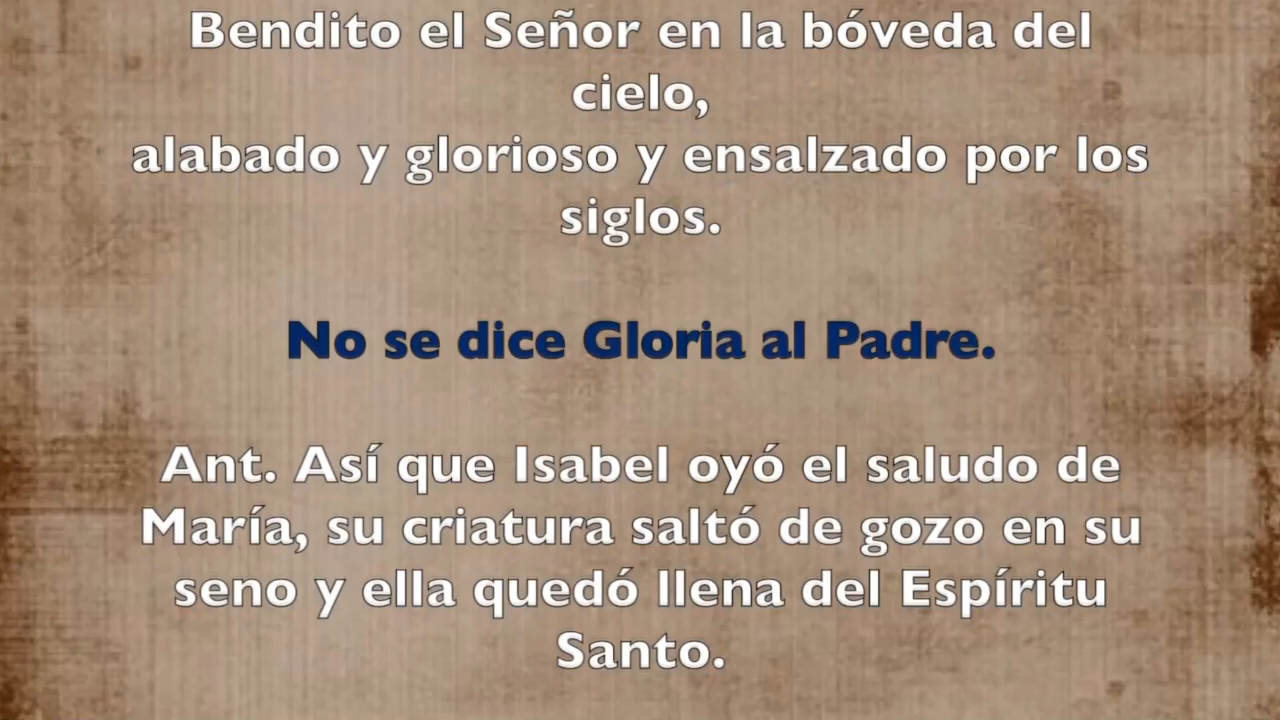 Bendito el Señor en la bóveda del
cielo,
alabado y glorioso y ensalzado por los
siglos.
No se dice Gloria al Padre.
Ant. Así que Isabel oyó el saludo de
María, su criatura saltó de gozo en su
seno y ella quedó llena del Espíritu
Santo.